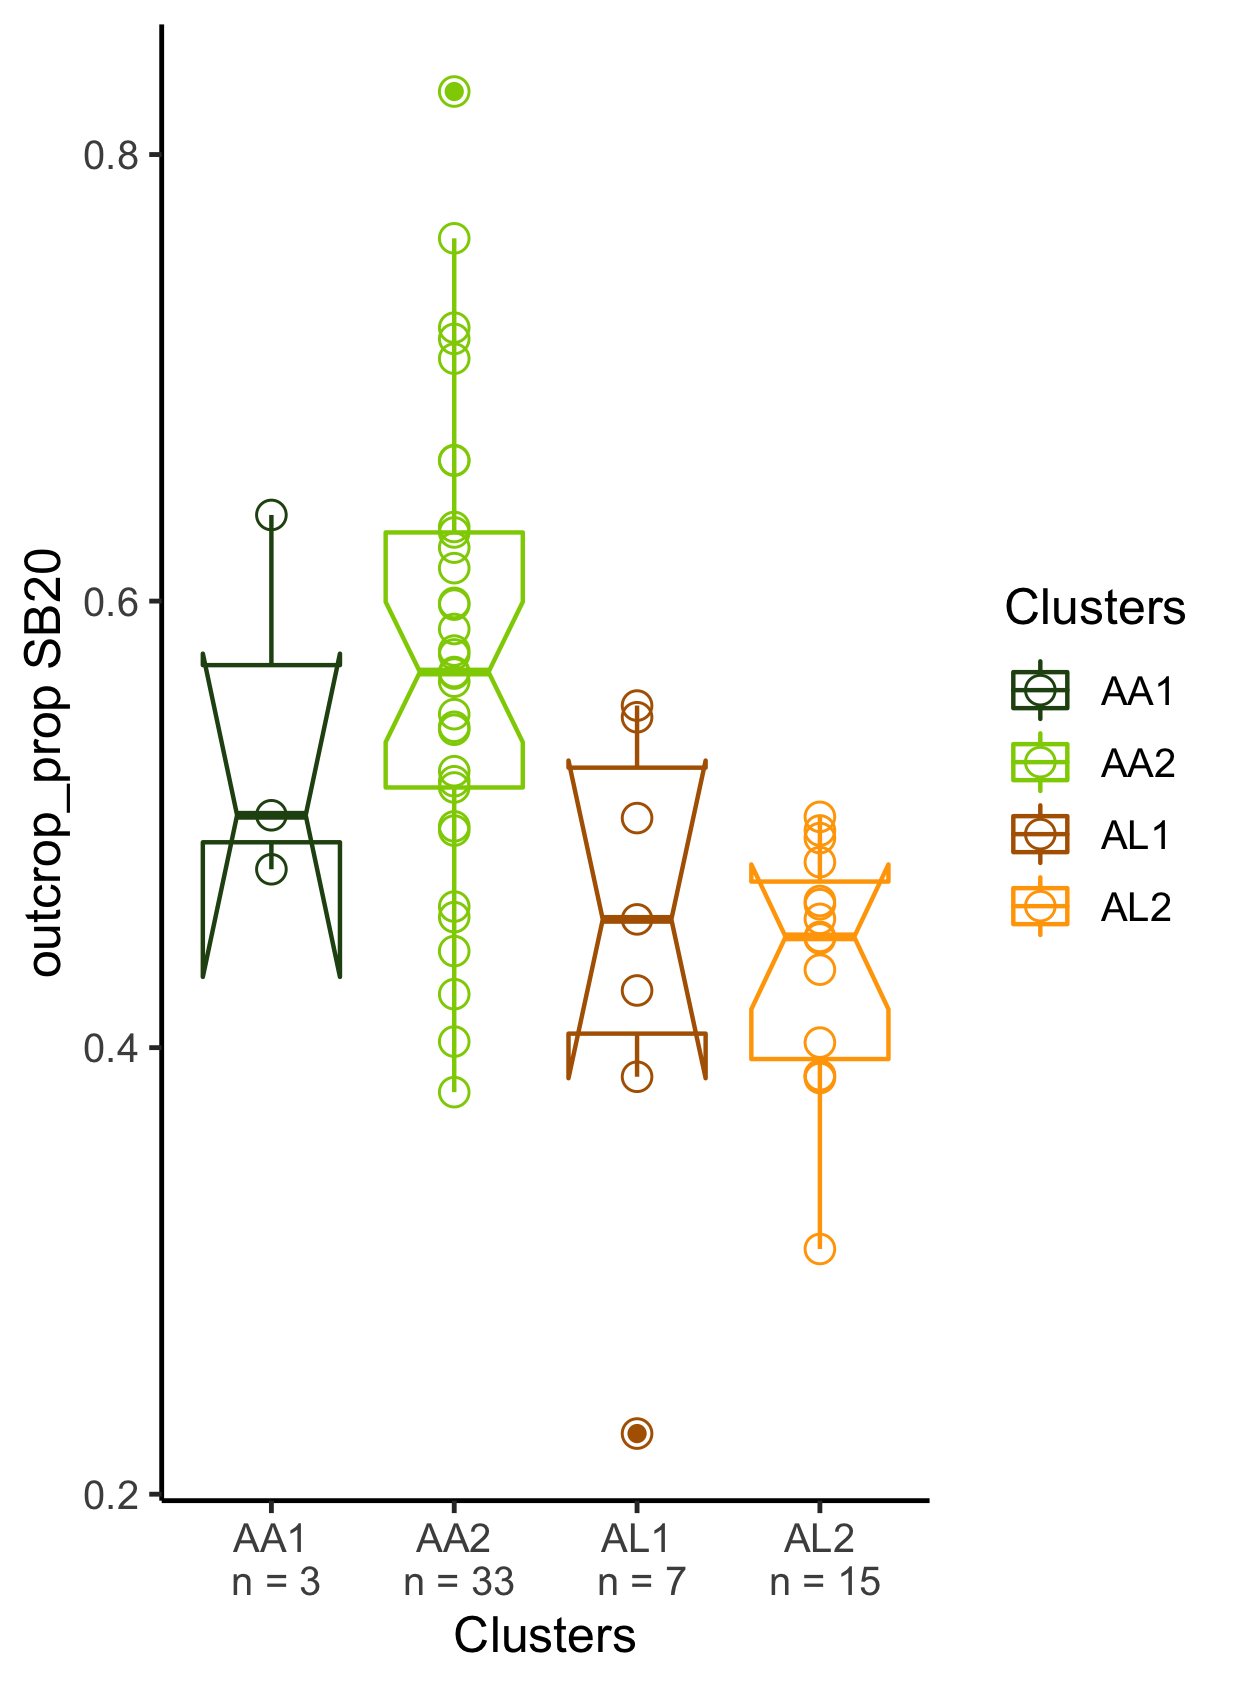 outcrop_prop SB20
0.8
0.6
0.4
0.2
AA1
n = 3
AA2
n = 33
AL1
n = 7
AL2
n = 15
Clusters
Clusters
AA1
AA2
AL1
AL2